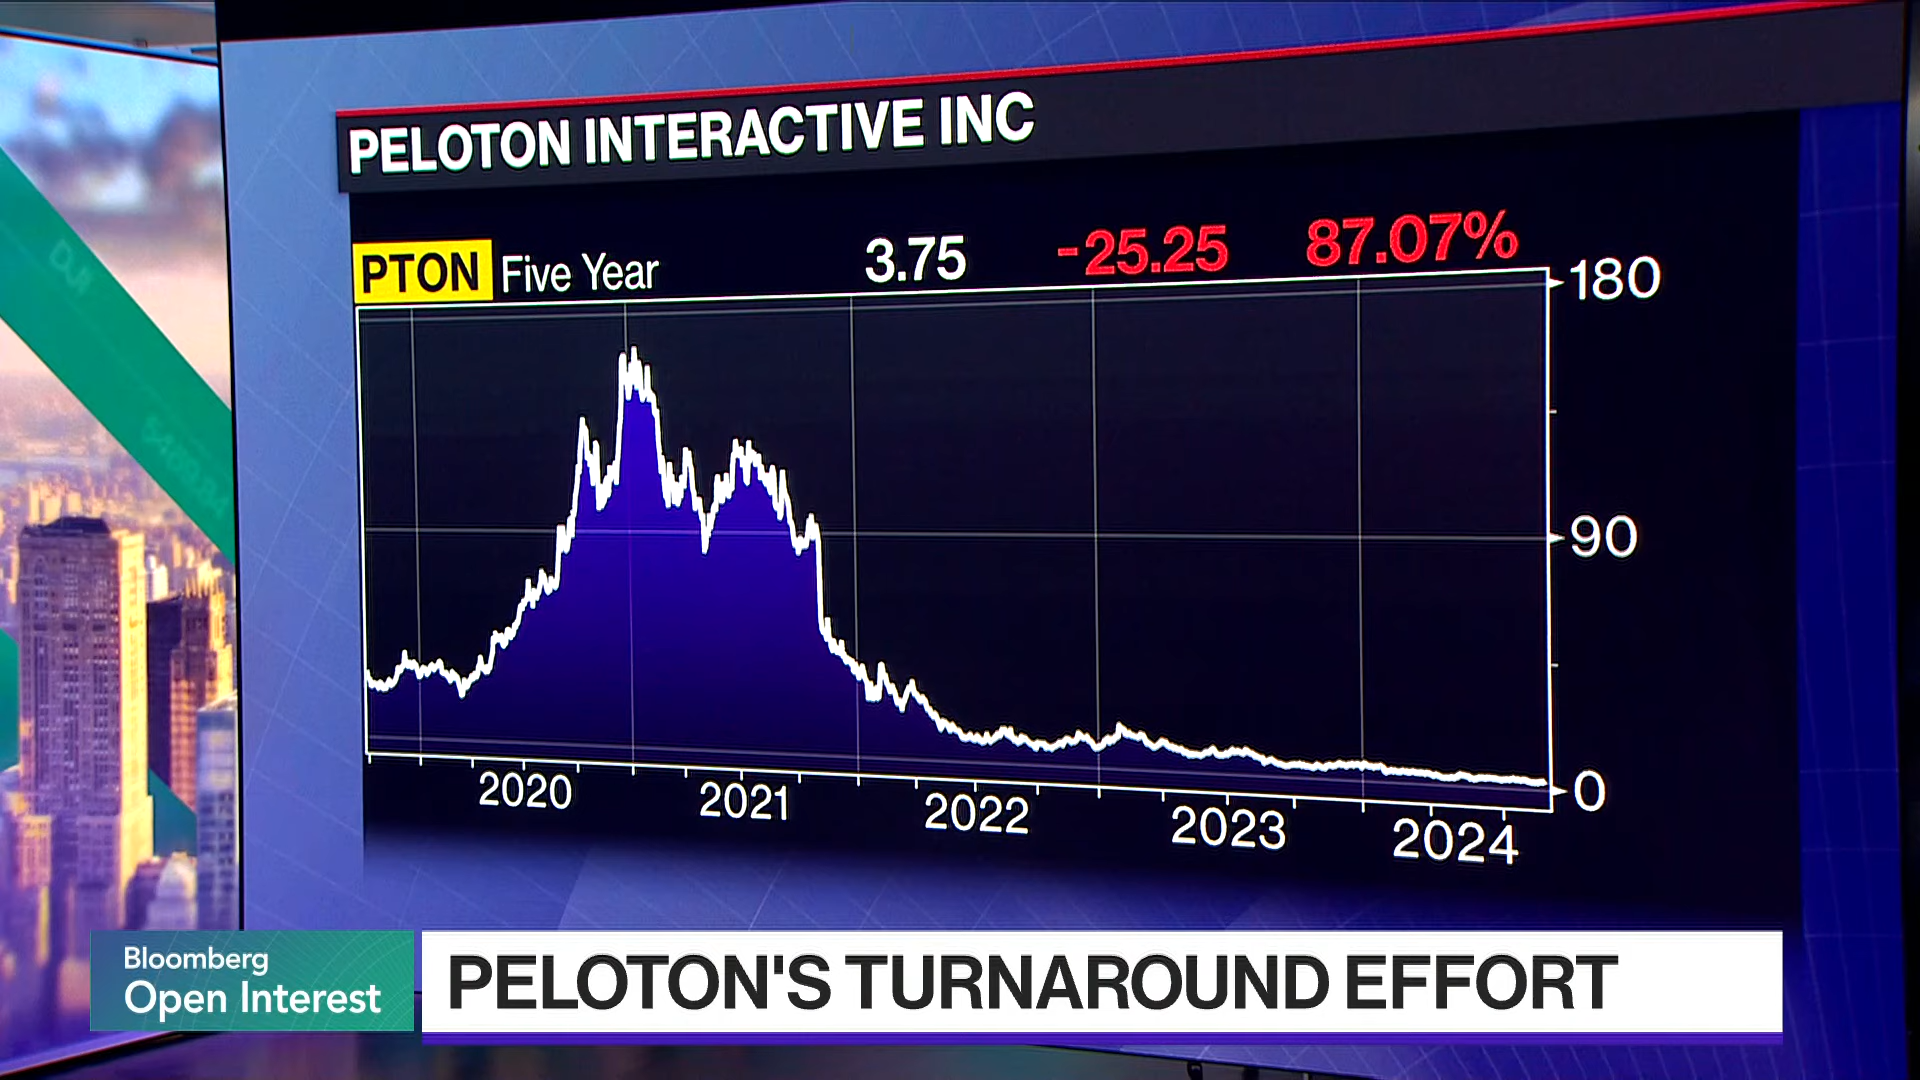 PELOTON INTERACTIVE INC
PTON Five Year 3.75 -25.25 87.07%
180
90
0
2020 2021 2022 2023 2024
DJI
Bloomberg
Open Interest
PELOTON'S TURNAROUND EFFORT